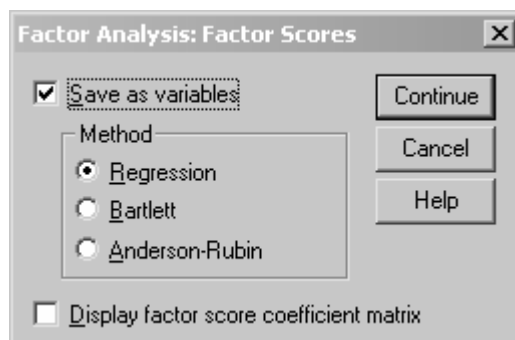 Factor Analysis: Factor Scores
Save as variables
Continue
Method
Cancel
Regression
Help
Bartlett
Anderson-Rubin
Display factor score coefficient matrix